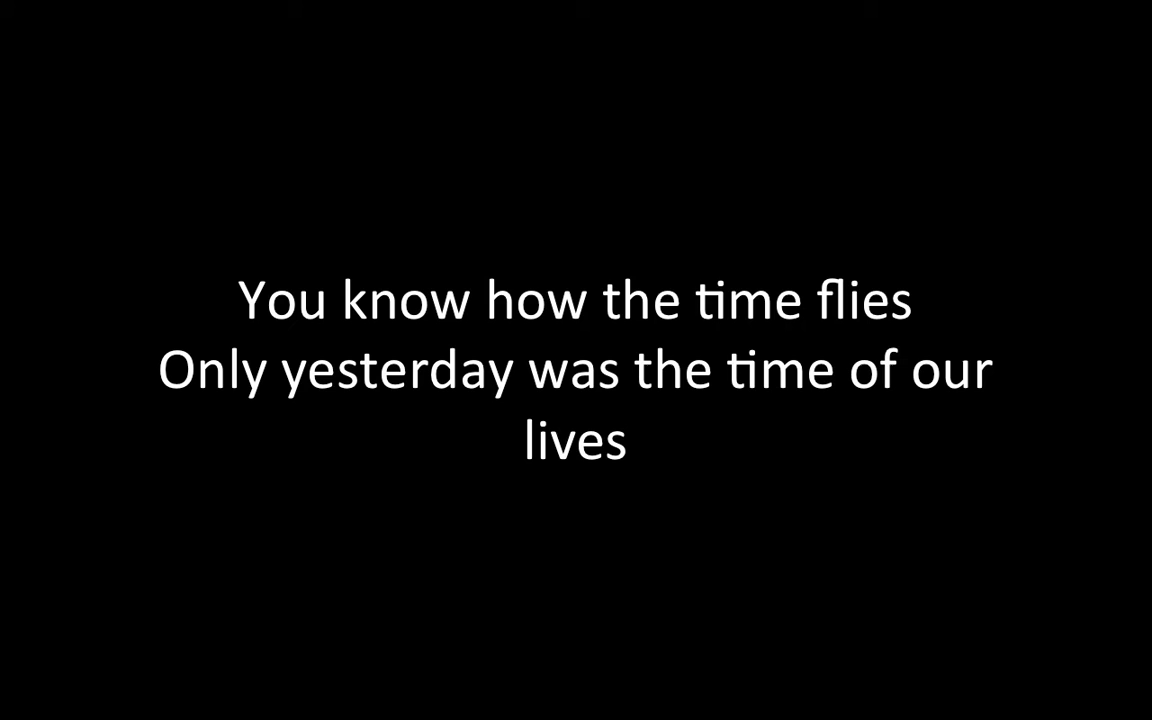 You know how the time flies
Only yesterday was the time of our
lives